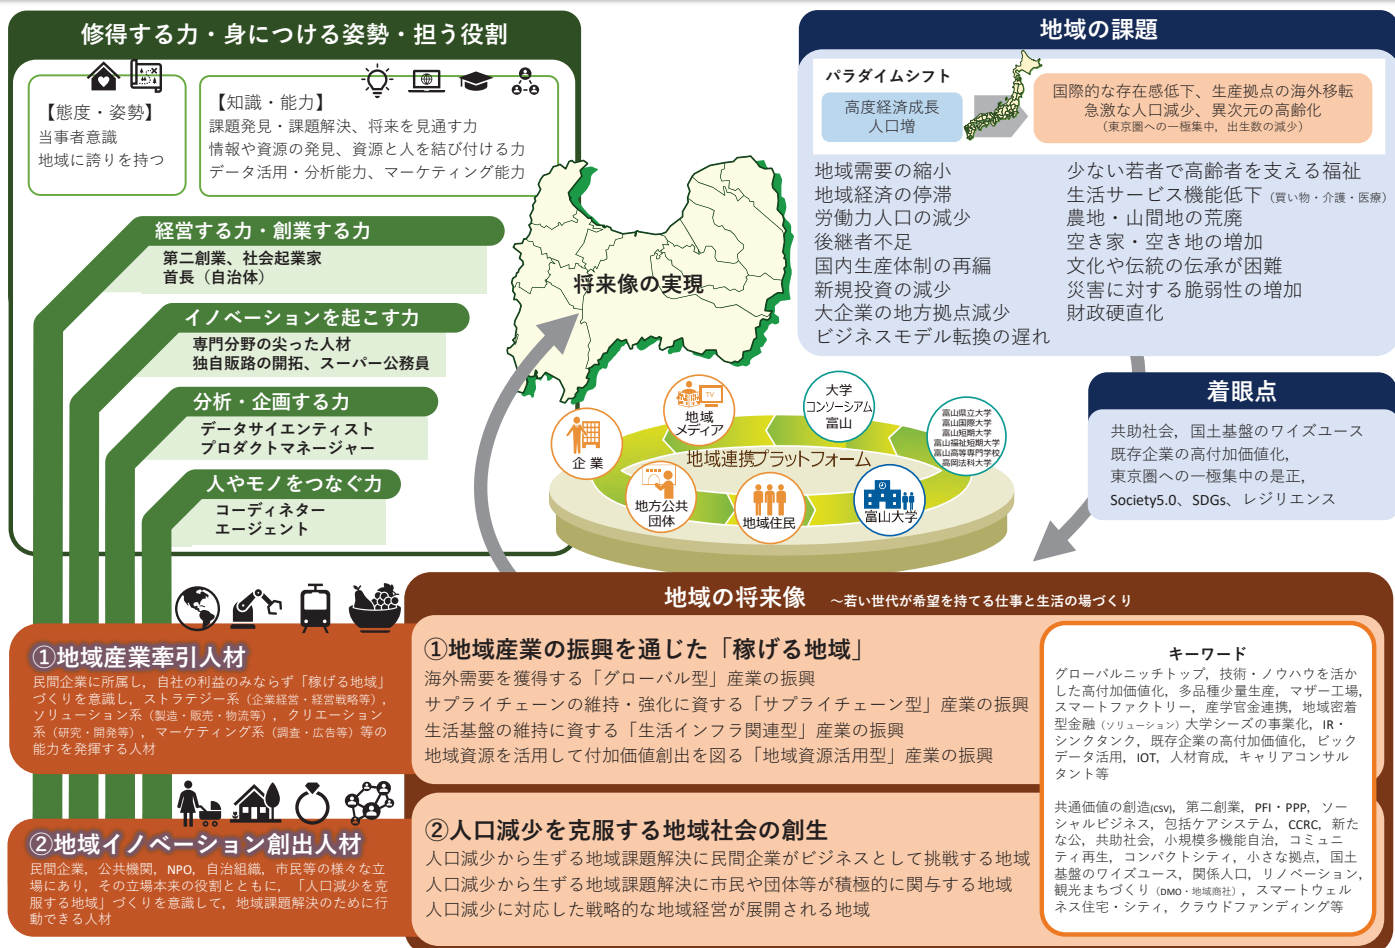 修得する力・身につける姿勢・担う役割
【態度・姿勢】
当事者意識
地域に誇りを持つ
【知識・能力】
課題発見・課題解決、将来を見通す力
情報や資源の発見、資源と人を結び付ける力
データ活用・分析能力、マーケティング能力
経営する力・創業する力
第二創業、社会起業家
首長（自治体）
イノベーションを起こす力
専門分野の尖った人材
独自販路の開拓、スーパー公務員
分析・企画する力
データサイエンティスト
プロダクトマネージャー
人やモノをつなぐ力
コーディネター
エージェント
将来像の実現
地域の課題
パラダイムシフト
高度経済成長
人口増
国際的な存在感低下、生産拠点の海外移転
急激な人口減少、異次元の高齢化
（東京圏への一極集中，出生数の減少）
地域需要の縮小
地域経済の停滞
労働力人口の減少
後継者不足
国内生産体制の再編
新規投資の減少
大企業の地方拠点減少
ビジネスモデル転換の遅れ
少ない若者で高齢者を支える福祉
生活サービス機能低下（買い物・介護・医療）
農地・山間地の荒廃
空き家・空き地の増加
文化や伝統の伝承が困難
災害に対する脆弱性の増加
財政硬直化
着眼点
共助社会，国土基盤のワイズユース
既存企業の高付加価値化，
東京圏への一極集中の是正，
Society5.0、SDGs、レジリエンス
企業
TV
地域
メディア
大学
コンソーシアム
富山
富山県立大学
富山国際大学
富山短期大学
富山福祉短期大学
富山高等専門学校
高岡法科大学
地域連携プラットフォーム
地方公共
団体
地域住民
富山大学
地域の将来像 ～若い世代が希望を持てる仕事と生活の場づくり
①地域産業牽引人材
民間企業に所属し，自社の利益のみならず「稼げる地域」
づくりを意識し，ストラテジー系（企業経営・経営戦略等），
ソリューション系（製造・販売・物流等），クリエーション
系（研究・開発等），マーケティング系（調査・広告等）等の
能力を発揮する人材
①地域産業の振興を通じた「稼げる地域」
海外需要を獲得する「グローバル型」産業の振興
サプライチェーンの維持・強化に資する「サプライチェーン型」産業の振興
生活基盤の維持に資する「生活インフラ関連型」産業の振興
地域資源を活用して付加価値創出を図る「地域資源活用型」産業の振興
②地域イノベーション創出人材
民間企業，公共機関，NPO，自治組織，市民等の様々な立
場にあり，その立場本来の役割とともに，「人口減少を克
服する地域」づくりを意識して，地域課題解決のために行
動できる人材
②人口減少を克服する地域社会の創生
人口減少から生ずる地域課題解決に民間企業がビジネスとして挑戦する地域
人口減少から生ずる地域課題解決に市民や団体等が積極的に関与する地域
人口減少に対応した戦略的な地域経営が展開される地域
キーワード
グローバルニッチトップ，技術・ノウハウを活か
した高付加価値化，多品種少量生産，マザー工場，
スマートファクトリー，産学官金連携，地域密着
型金融（ソリューション）大学シーズの事業化，IR・
シンクタンク，既存企業の高付加価値化，ビック
データ活用，IOT，人材育成，キャリアコンサル
タント等
共通価値の創造(CSV)，第二創業，PFI・PPP，ソー
シャルビジネス，包括ケアシステム，CCRC，新た
な公，共助社会，小規模多機能自治，コミュニ
ティ再生，コンパクトシティ，小さな拠点，国土
基盤のワイズユース，関係人口，リノベーション，
観光まちづくり（DMO・地域商社），スマートウェル
ネス住宅・シティ，クラウドファンディング等